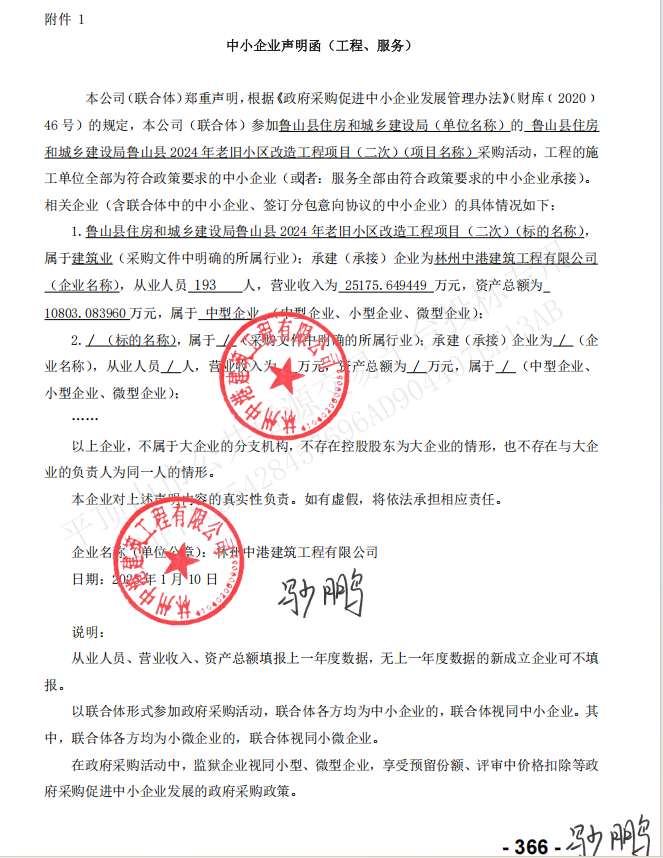 附件 1
中小企业声明函（工程、服务）
本公司（联合体）郑重声明，根据《政府采购促进中小企业发展管理办法》（财库﹝2020﹞
46 号）的规定，本公司（联合体）参加鲁山县住房和城乡建设局（单位名称）的 鲁山县住房
和城乡建设局鲁山县 2024 年老旧小区改造工程项目（二次）（项目名称）采购活动，工程的施
工单位全部为符合政策要求的中小企业（或者：服务全部由符合政策要求的中小企业承接）。
相关企业（含联合体中的中小企业、签订分包意向协议的中小企业）的具体情况如下：
1. 鲁山县住房和城乡建设局鲁山县 2024 年老旧小区改造工程项目（二次）（标的名称），
属于建筑业（采购文件中明确的所属行业）；承建（承接）企业为林州中港建筑工程有限公司
（企业名称），从业人员 193 人，营业收入为 25175.649449 万元，资产总额为
10803.083960 万元，属于 中型企业 （中型企业、小型企业、微型企业）；
2. / （标的名称），属于 / （采购文件中明确的所属行业）；承建（承接）企业为 / （企
业名称），从业人员 / 人，营业收入为 万元，资产总额为 / 万元，属于 / （中型企业、
小型企业、微型企业）；
……
以上企业，不属于大企业的分支机构，不存在控股股东为大企业的情形，也不存在与大企
业的负责人为同一人的情形。
本企业对上述声明内容的真实性负责。如有虚假，将依法承担相应责任。
林州中港建筑工程有限公司
企业名称（单位公章）：林州中港建筑工程有限公司
日期：2025 年 1 月 10 日
林州中港建筑工程有限公司
说明：
从业人员、营业收入、资产总额填报上一年度数据，无上一年度数据的新成立企业可不填
报。
以联合体形式参加政府采购活动，联合体各方均为中小企业的，联合体视同中小企业。其
中，联合体各方均为小微企业的，联合体视同小微企业。
在政府采购活动中，监狱企业视同小型、微型企业，享受预留份额、评审中价格扣除等政
府采购促进中小企业发展的政府采购政策。
- 366 -